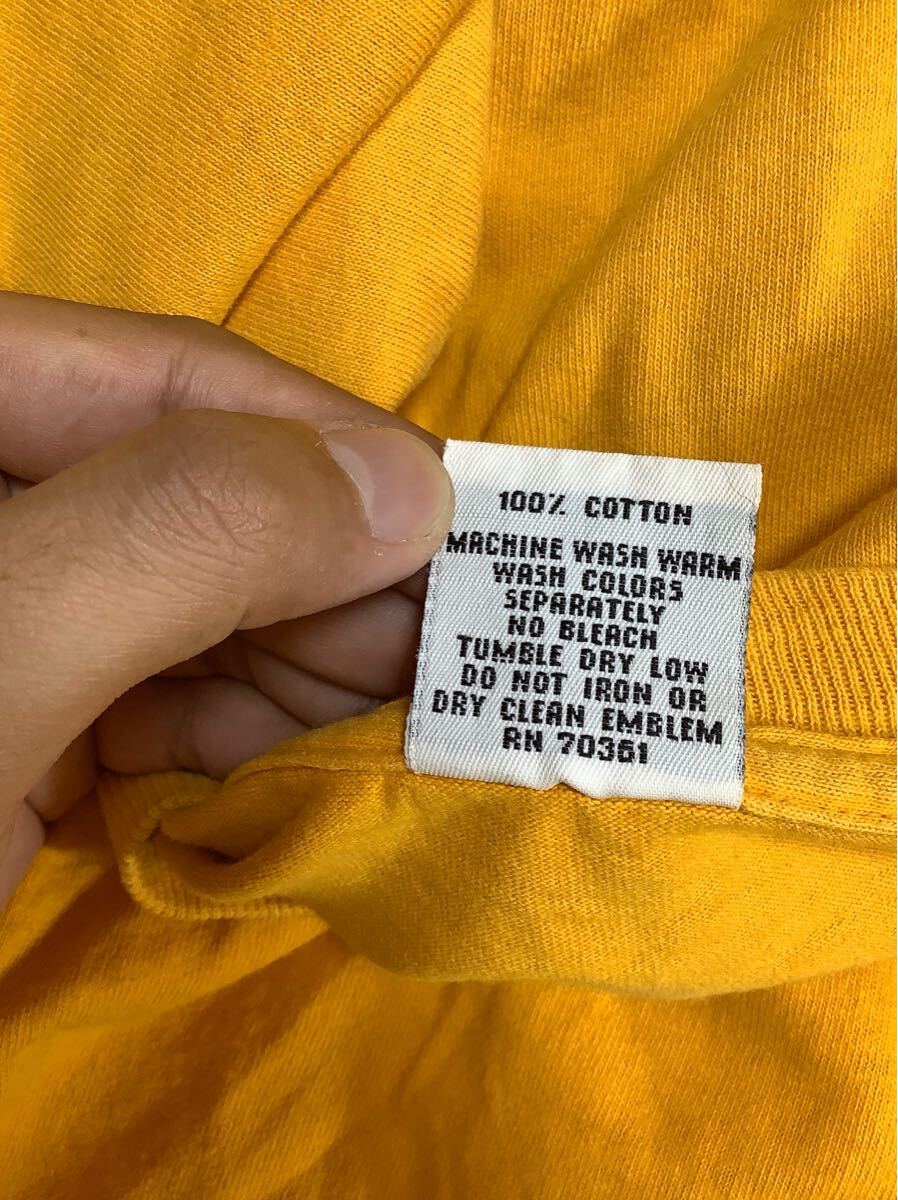 100% COTTON
MACHINE WASH WARM
WASH COLORS
SEPARATELY
NO BLEACH
TUMBLE DRY LOW
DO NOT IRON OR
DRY CLEAN EMBLEM
RN 70361